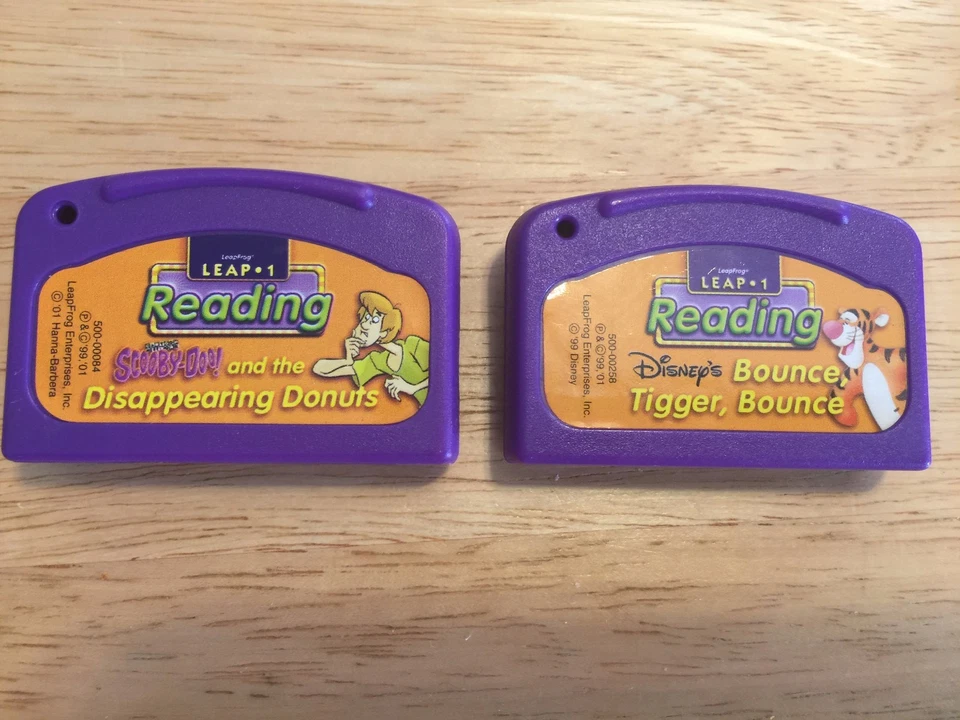 LeapFrog
LEAP•1
Reading
SCOOBY-DOO! and the
Disappearing Donuts
500-00084
℗&©'99,'01
LeapFrog Enterprises, Inc.
©'01 Hanna-Barbera
LeapFrog
LEAP•1
Reading
DISNEY'S Bounce,
Tigger, Bounce
500-00258
℗&©'99,'01
LeapFrog Enterprises, Inc.
©'99 Disney